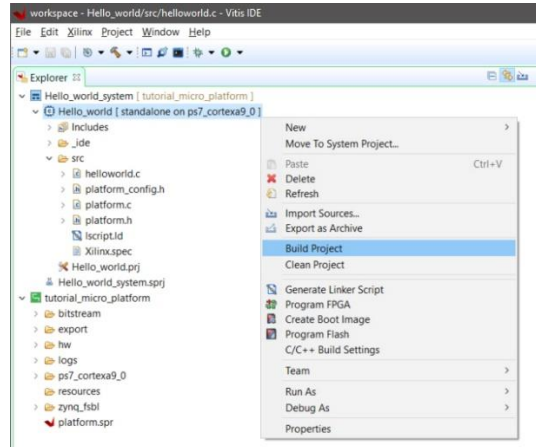 workspace - Hello_world/src/helloworld.c - Vitis IDE
File Edit Xilinx Project Window Help
Explorer
Hello_world_system [ tutorial_micro_platform ]
Hello_world [ standalone on ps7_cortexa9_0 ]
Includes
_ide
src
helloworld.c
platform_config.h
platform.c
platform.h
lscript.ld
Xilinx.spec
Hello_world.prj
Hello_world_system.sprj
tutorial_micro_platform
bitstream
export
hw
logs
ps7_cortexa9_0
resources
zynq_fsbl
platform.spr
New
Move To System Project...
Paste Ctrl+V
Delete
Refresh
Import Sources...
Export as Archive
Build Project
Clean Project
Generate Linker Script
Program FPGA
Create Boot Image
Program Flash
C/C++ Build Settings
Team
Run As
Debug As
Properties